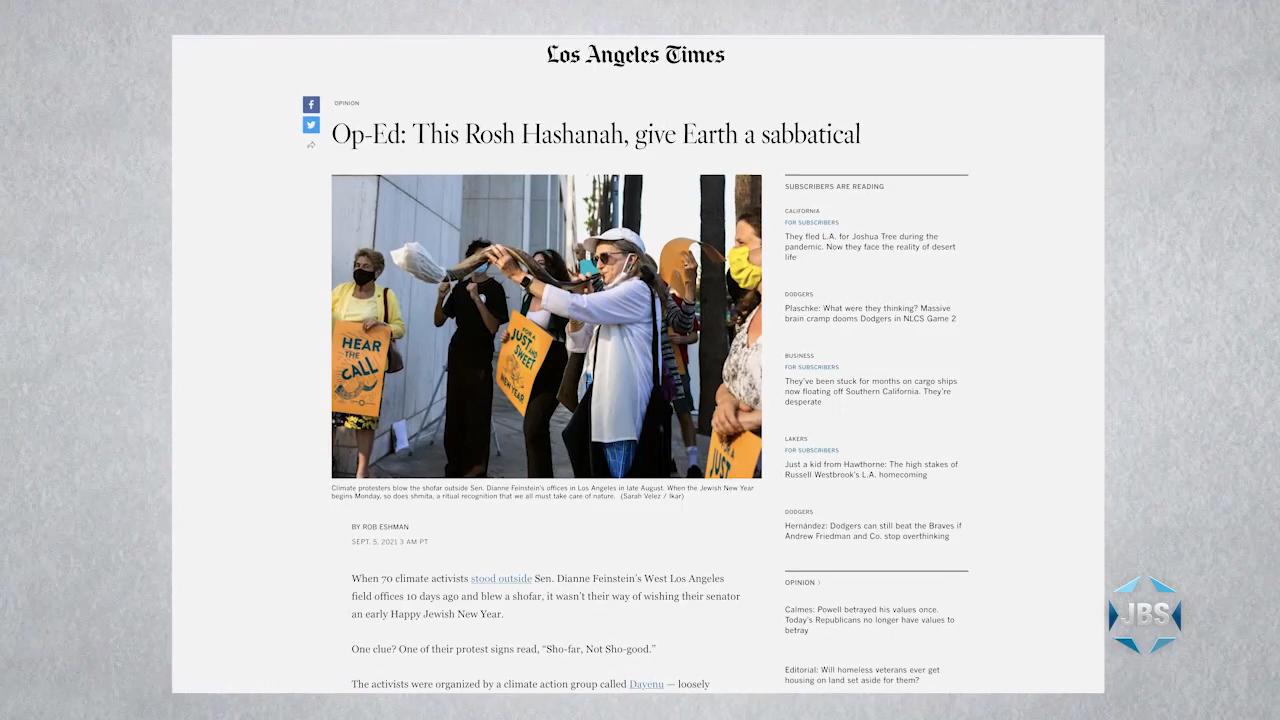 Los Angeles Times
OPINION
Op-Ed: This Rosh Hashanah, give Earth a sabbatical
HEAR
THE
CALL
FOR A
JUST
AND
SWEET
NEW YEAR
JUST
Climate protesters blow the shofar outside Sen. Dianne Feinstein's offices in Los Angeles in late August. When the Jewish New Year
begins Monday, so does shmita, a ritual recognition that we all must take care of nature. (Sarah Velez / Ikar)
BY ROB ESHMAN
SEPT. 5, 2021 3 AM PT
When 70 climate activists stood outside Sen. Dianne Feinstein's West Los Angeles
field offices 10 days ago and blew a shofar, it wasn't their way of wishing their senator
an early Happy Jewish New Year.
One clue? One of their protest signs read, “Sho-far, Not Sho-good.”
The activists were organized by a climate action group called Dayenu — loosely
SUBSCRIBERS ARE READING
CALIFORNIA
FOR SUBSCRIBERS
They fled L.A. for Joshua Tree during the
pandemic. Now they face the reality of desert
life
DODGERS
Plaschke: What were they thinking? Massive
brain cramp dooms Dodgers in NLCS Game 2
BUSINESS
FOR SUBSCRIBERS
They've been stuck for months on cargo ships
now floating off Southern California. They're
desperate
LAKERS
FOR SUBSCRIBERS
Just a kid from Hawthorne: The high stakes of
Russell Westbrook's L.A. homecoming
DODGERS
Hernández: Dodgers can still beat the Braves if
Andrew Friedman and Co. stop overthinking
OPINION 〉
Calmes: Powell betrayed his values once.
Today's Republicans no longer have values to
betray
Editorial: Will homeless veterans ever get
housing on land set aside for them?
JBS